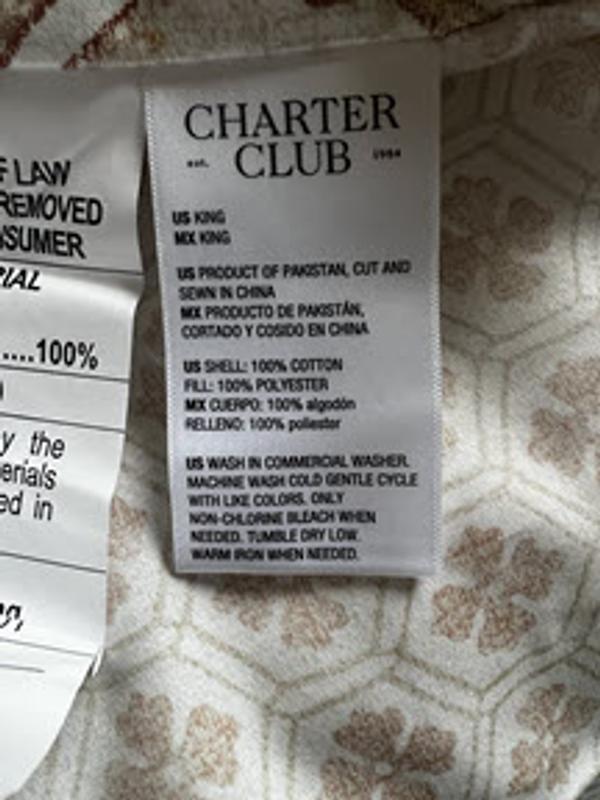 F LAW
REMOVED
NSUMER
RIAL
....100%
y the
erials
ed in
CHARTER
est. CLUB 1984
US KING
MX KING
US PRODUCT OF PAKISTAN, CUT AND
SEWN IN CHINA
MX PRODUCTO DE PAKISTÁN,
CORTADO Y COSIDO EN CHINA
US SHELL: 100% COTTON
FILL: 100% POLYESTER
MX CUERPO: 100% algodón
RELLENO: 100% poliester
US WASH IN COMMERCIAL WASHER.
MACHINE WASH COLD GENTLE CYCLE
WITH LIKE COLORS. ONLY
NON-CHLORINE BLEACH WHEN
NEEDED. TUMBLE DRY LOW.
WARM IRON WHEN NEEDED.